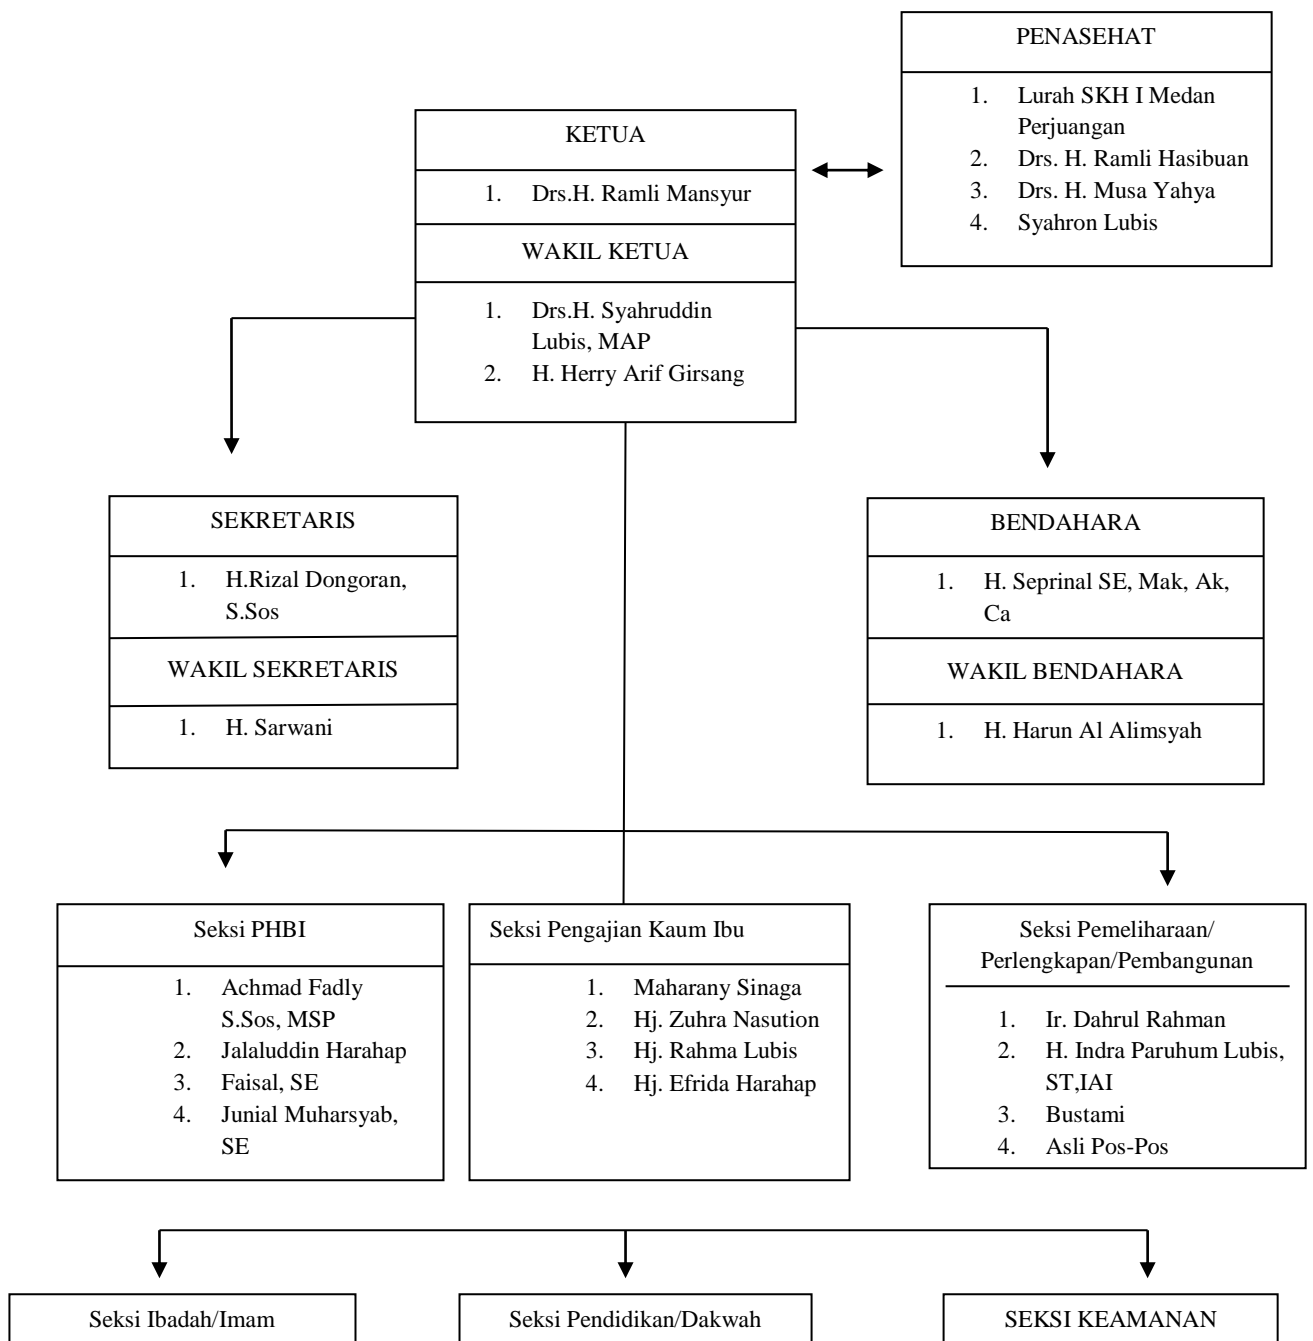 PENASEHAT
1. Lurah SKH I Medan
Perjuangan
2. Drs. H. Ramli Hasibuan
3. Drs. H. Musa Yahya
4. Syahron Lubis
KETUA
1. Drs.H. Ramli Mansyur
WAKIL KETUA
1. Drs.H. Syahruddin
Lubis, MAP
2. H. Herry Arif Girsang
SEKRETARIS
1. H.Rizal Dongoran,
S.Sos
WAKIL SEKRETARIS
1. H. Sarwani
BENDAHARA
1. H. Seprinal SE, Mak, Ak,
Ca
WAKIL BENDAHARA
1. H. Harun Al Alimsyah
Seksi PHBI
1. Achmad Fadly
S.Sos, MSP
2. Jalaluddin Harahap
3. Faisal, SE
4. Junial Muharsyab,
SE
Seksi Pengajian Kaum Ibu
1. Maharany Sinaga
2. Hj. Zuhra Nasution
3. Hj. Rahma Lubis
4. Hj. Efrida Harahap
Seksi Pemeliharaan/
Perlengkapan/Pembangunan
1. Ir. Dahrul Rahman
2. H. Indra Paruhum Lubis,
ST,IAI
3. Bustami
4. Asli Pos-Pos
Seksi Ibadah/Imam
Seksi Pendidikan/Dakwah
SEKSI KEAMANAN